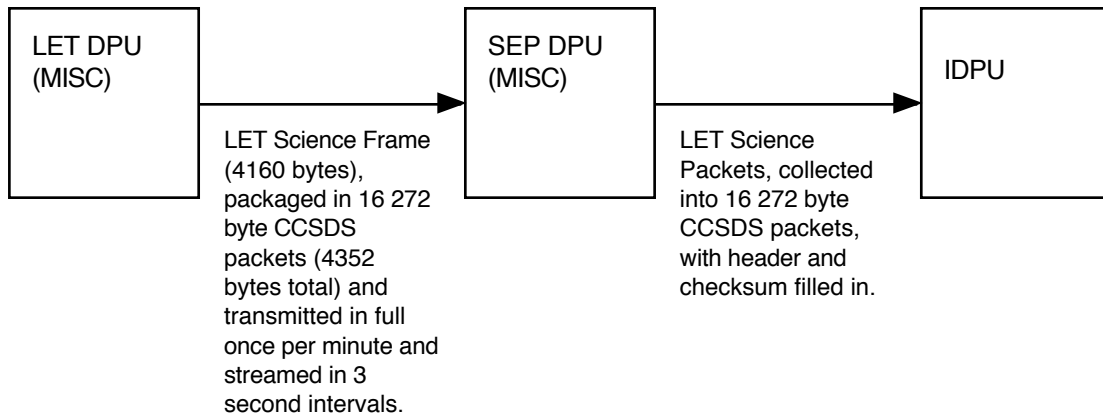 LET DPU
(MISC)
SEP DPU
(MISC)
IDPU
LET Science Frame
(4160 bytes),
packaged in 16 272
byte CCSDS
packets (4352
bytes total) and
transmitted in full
once per minute and
streamed in 3
second intervals.
LET Science
Packets, collected
into 16 272 byte
CCSDS packets,
with header and
checksum filled in.